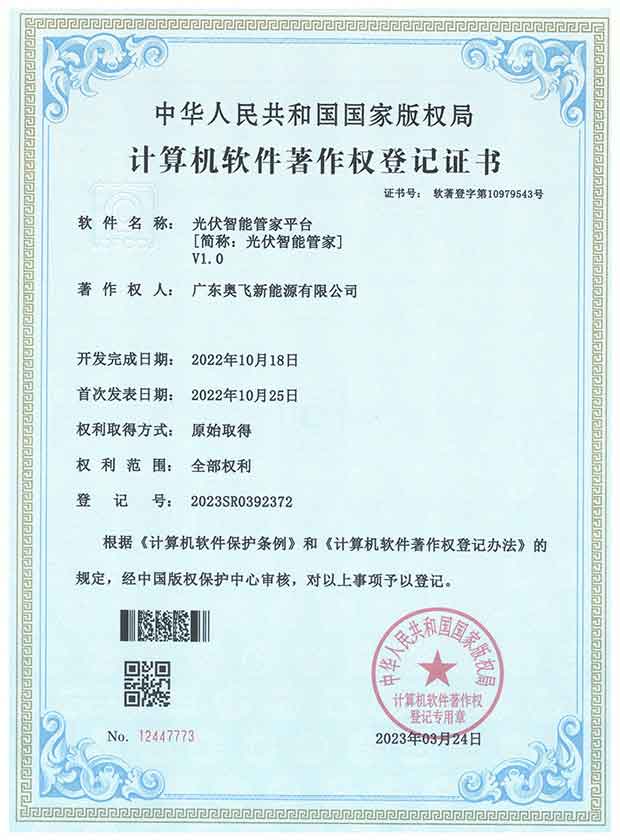 中华人民共和国国家版权局
计算机软件著作权登记证书
证书号： 软著登字第10979543号
软件名称： 光伏智能管家平台
[简称：光伏智能管家]
V1.0
著作权人： 广东奥飞新能源有限公司
开发完成日期： 2022年10月18日
首次发表日期： 2022年10月25日
权利取得方式： 原始取得
权利范围： 全部权利
登记号： 2023SR0392372
根据《计算机软件保护条例》和《计算机软件著作权登记办法》的
规定，经中国版权保护中心审核，对以上事项予以登记。
中华人民共和国国家版权局
计算机软件著作权
登记专用章
No. 12447773
2023年03月24日